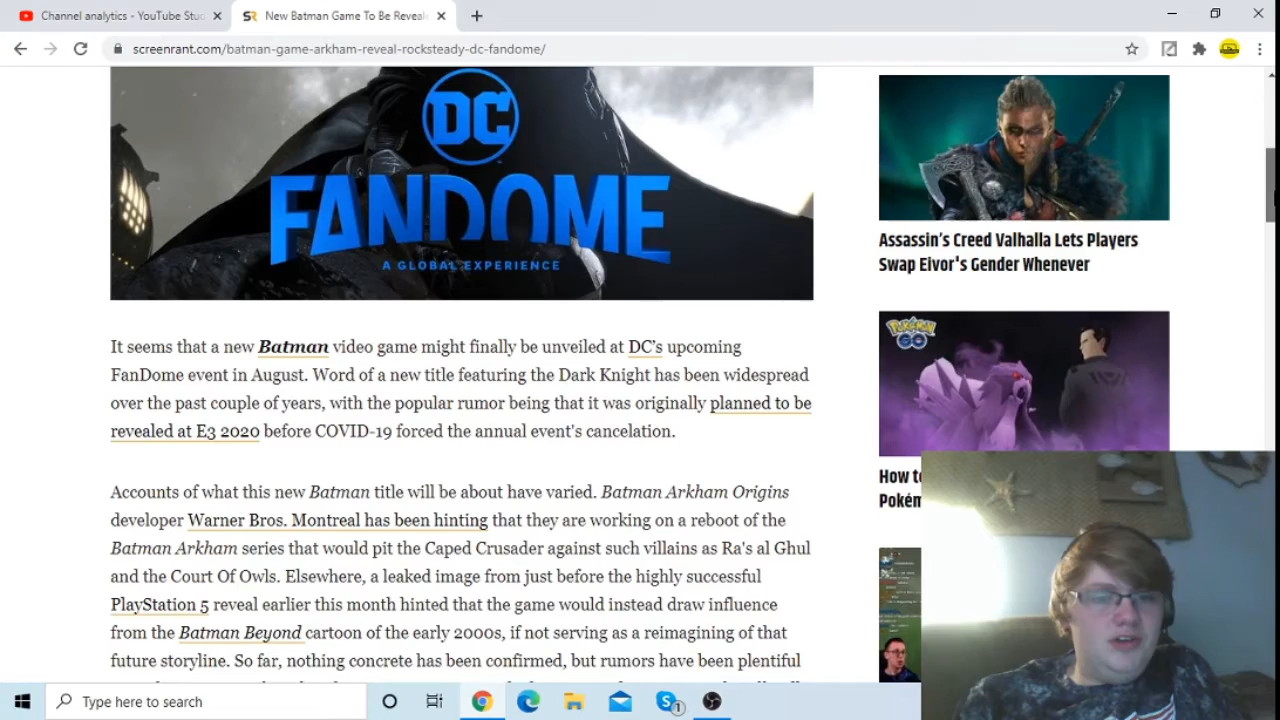 Channel analytics - YouTube Stu
New Batman Game To Be Reveal
screenrant.com/batman-game-arkham-reveal-rocksteady-dc-fandome/
DC
FANDOME
A GLOBAL EXPERIENCE
It seems that a new Batman video game might finally be unveiled at DC's upcoming
FanDome event in August. Word of a new title featuring the Dark Knight has been widespread
over the past couple of years, with the popular rumor being that it was originally planned to be
revealed at E3 2020 before COVID-19 forced the annual event's cancelation.
Accounts of what this new Batman title will be about have varied. Batman Arkham Origins
developer Warner Bros. Montreal has been hinting that they are working on a reboot of the
Batman Arkham series that would pit the Caped Crusader against such villains as Ra's al Ghul
and the Court Of Owls. Elsewhere, a leaked image from just before the highly successful
PlayStation 5 reveal earlier this month hinted that the game would instead draw influence
from the Batman Beyond cartoon of the early 2000s, if not serving as a reimagining of that
future storyline. So far, nothing concrete has been confirmed, but rumors have been plentiful
Assassin's Creed Valhalla Lets Players
Swap Eivor's Gender Whenever
POKÉMON
GO
How to
Pokém
Type here to search
1